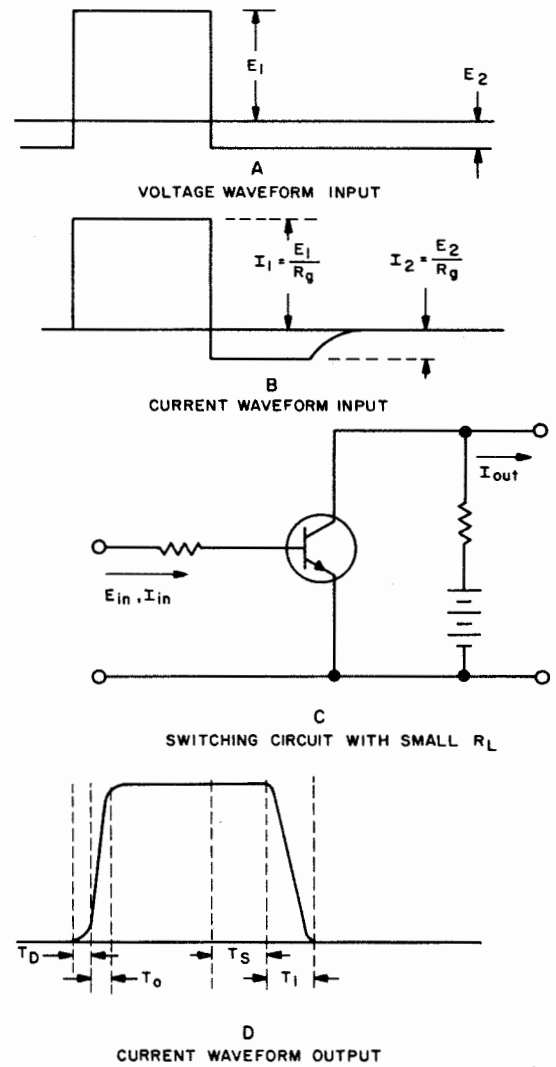 E1
E2
A
VOLTAGE WAVEFORM INPUT
I1 = E1/Rg
I2 = E2/Rg
B
CURRENT WAVEFORM INPUT
Iout
Ein, Iin
C
SWITCHING CIRCUIT WITH SMALL RL
TD
To
TS
T1
D
CURRENT WAVEFORM OUTPUT